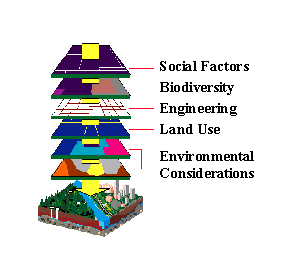 Social Factors
Biodiversity
Engineering
Land Use
Environmental
Considerations